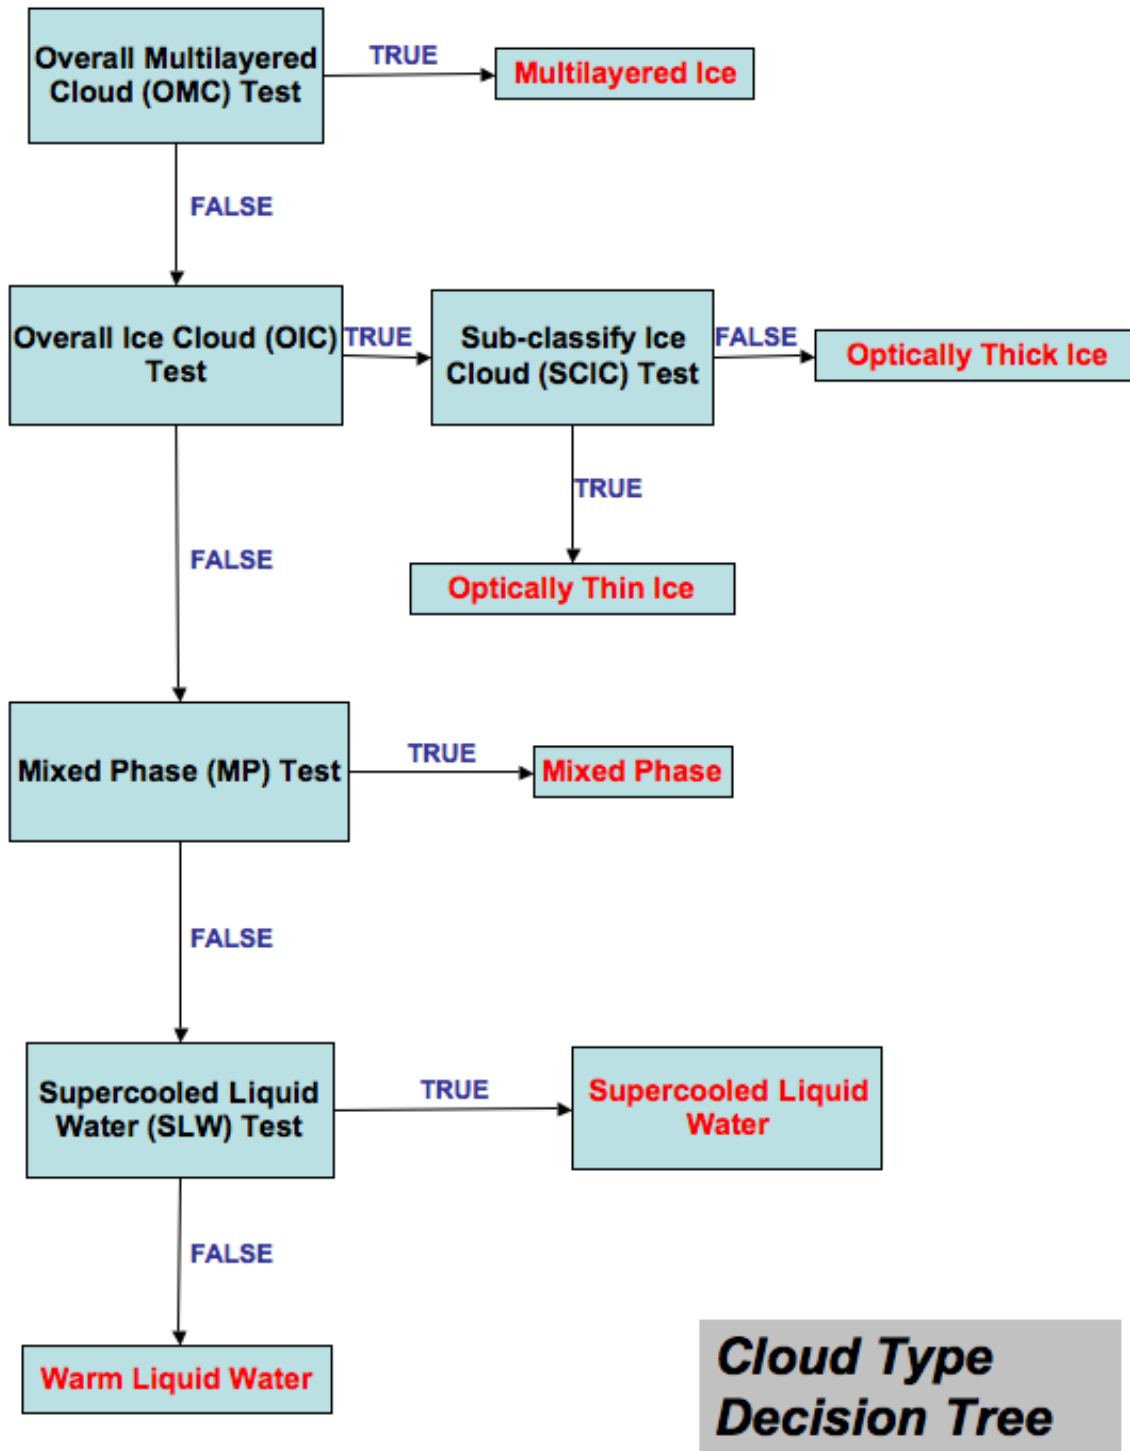 Overall Multilayered
Cloud (OMC) Test
TRUE
Multilayered Ice
FALSE
Overall Ice Cloud (OIC)
Test
TRUE
Sub-classify Ice
Cloud (SCIC) Test
FALSE
Optically Thick Ice
TRUE
Optically Thin Ice
FALSE
Mixed Phase (MP) Test
TRUE
Mixed Phase
FALSE
Supercooled Liquid
Water (SLW) Test
TRUE
Supercooled Liquid
Water
FALSE
Warm Liquid Water
Cloud Type
Decision Tree